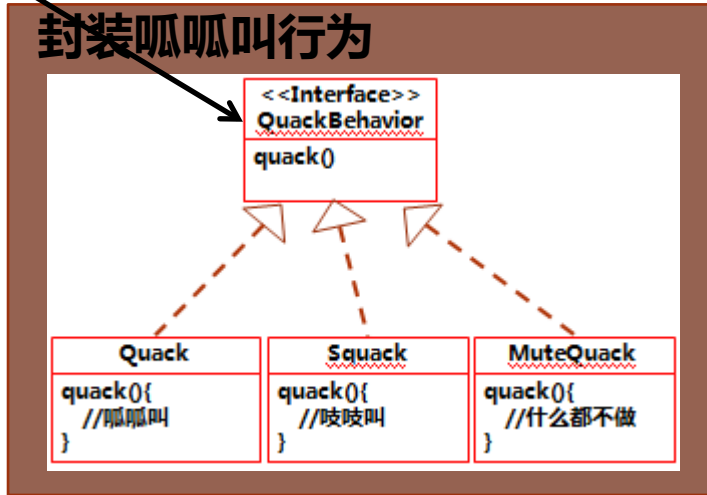 封装呱呱叫行为
<<Interface>>
QuackBehavior
quack()
Quack
quack(){
//呱呱叫
}
Squack
quack(){
//吱吱叫
}
MuteQuack
quack(){
//什么都不做
}